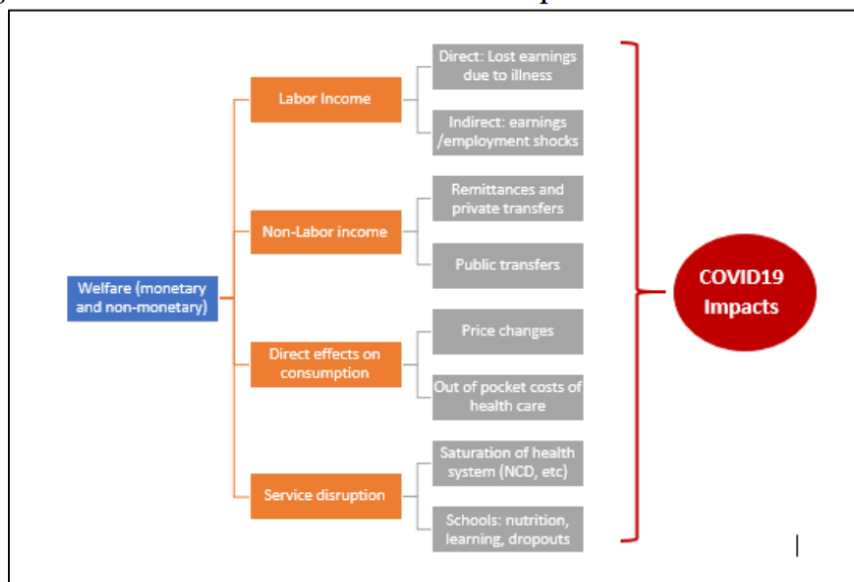 Welfare (monetary
and non-monetary)
Labor Income
Direct: Lost earnings
due to illness
Indirect: earnings
/employment shocks
Non-Labor income
Remittances and
private transfers
Public transfers
Direct effects on
consumption
Price changes
Out of pocket costs of
health care
Service disruption
Saturation of health
system (NCD, etc)
Schools: nutrition,
learning, dropouts
COVID19
Impacts